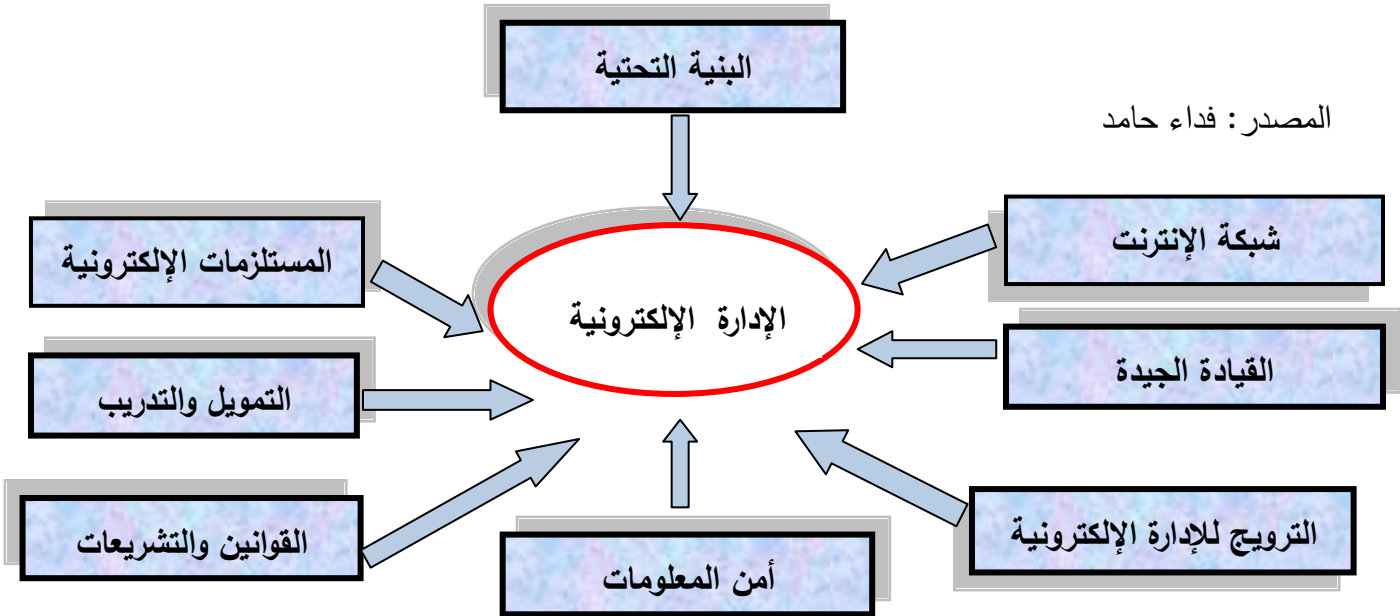 البنية التحتية
المصدر: فداء حامد
شبكة الإنترنت
المستلزمات الإلكترونية
الإدارة الإلكترونية
القيادة الجيدة
التمويل والتدريب
الترويج للإدارة الإلكترونية
القوانين والتشريعات
أمن المعلومات